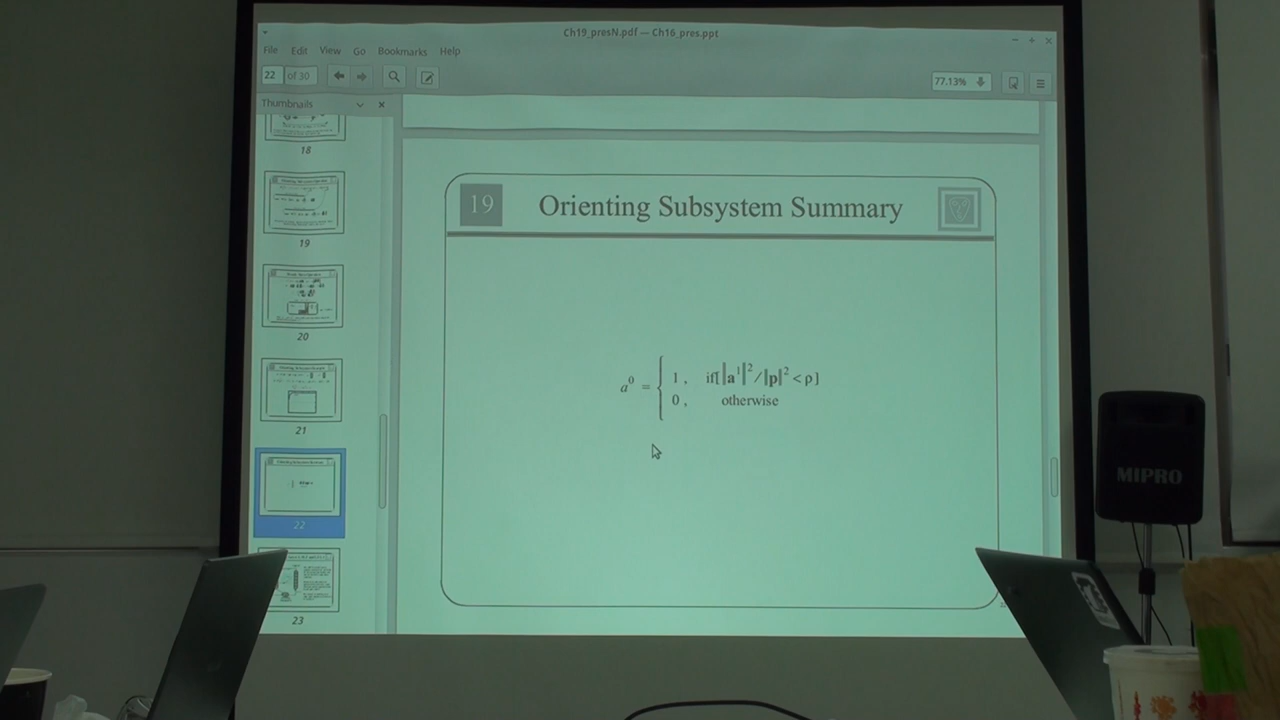 Ch19_presN.pdf — Ch16_pres.ppt
File Edit View Go Bookmarks Help
22 of 30
77.13%
Thumbnails
18
19
20
21
22
23
19 Orienting Subsystem Summary
a⁰ = { 1 , if[‖a¹‖²/‖p‖² < ρ]
0 , otherwise
MIPRO